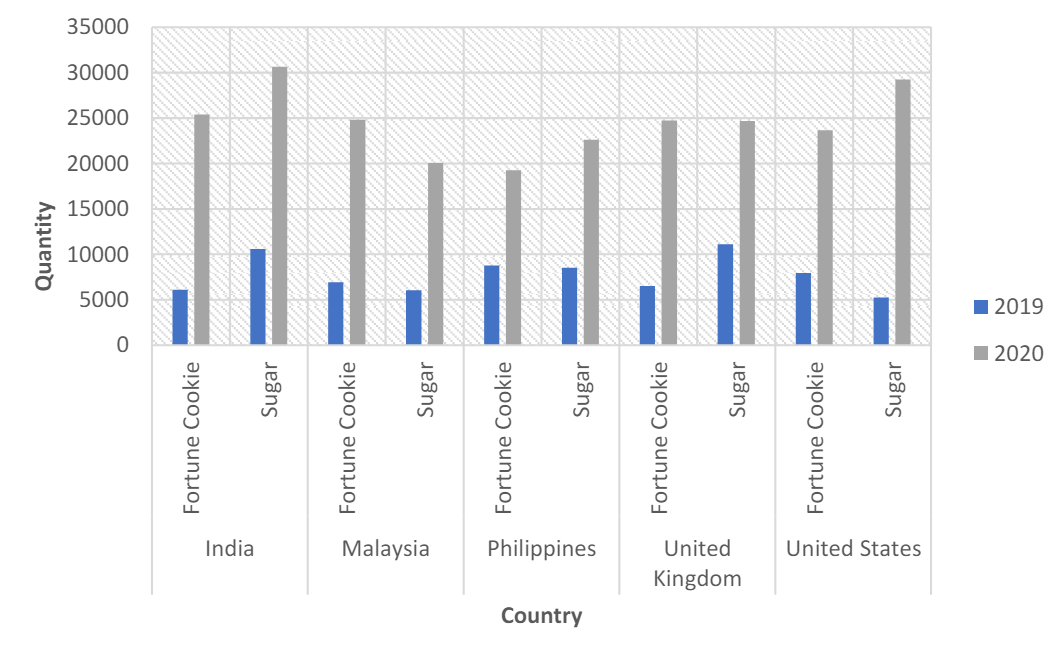 35000
30000
25000
20000
15000
10000
5000
0
Quantity
2019
2020
Fortune Cookie
Sugar
Fortune Cookie
Sugar
Fortune Cookie
Sugar
Fortune Cookie
Sugar
Fortune Cookie
Sugar
India
Malaysia
Philippines
United
Kingdom
United States
Country